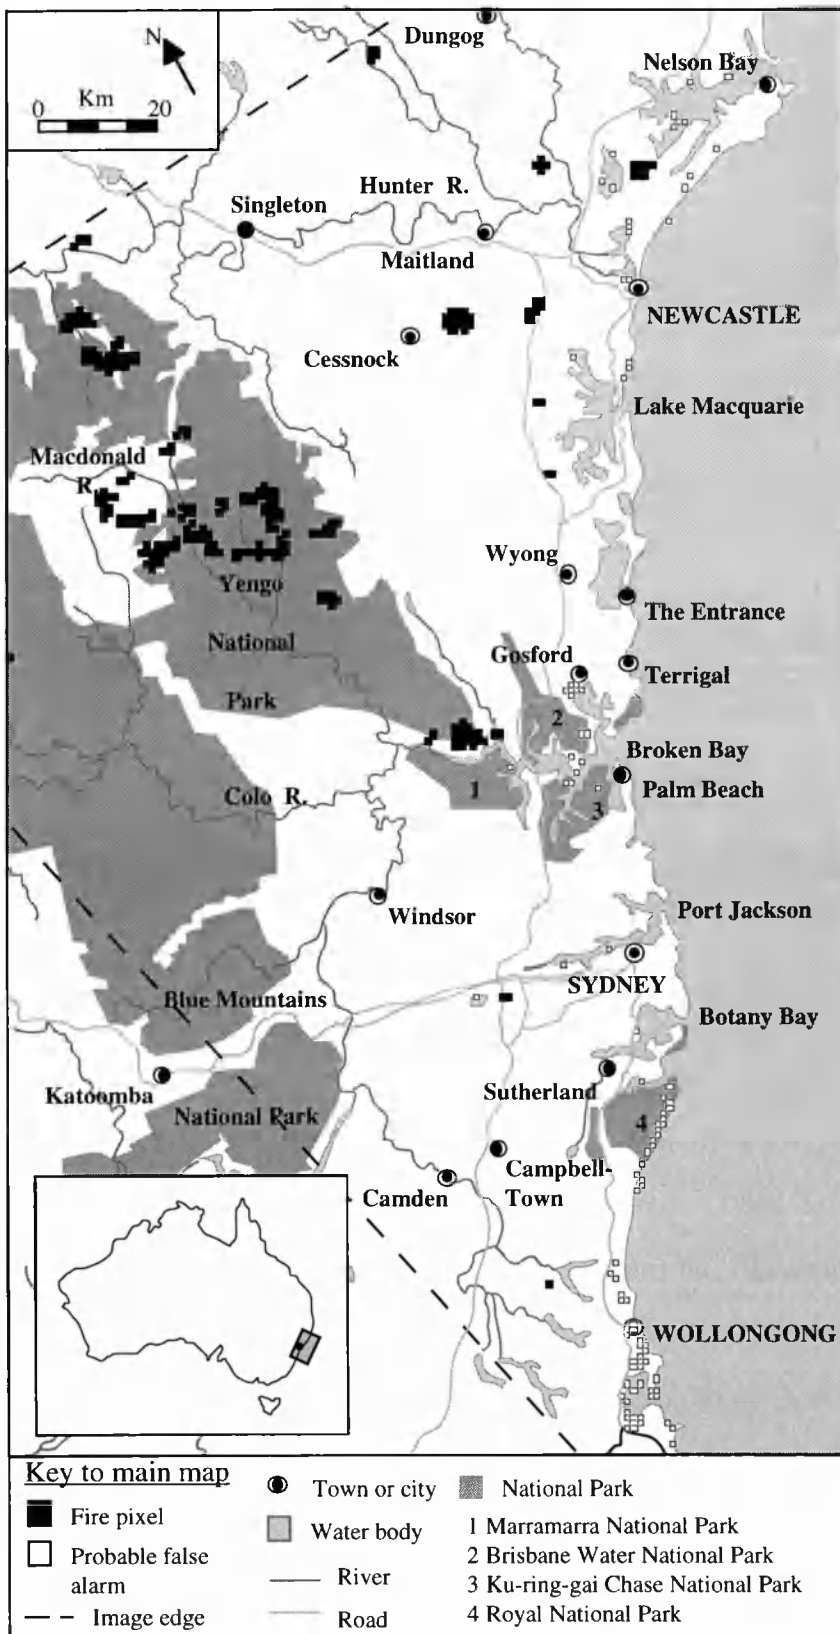 N
Km
0 20
Dungog
Nelson Bay
Hunter R.
Singleton
Maitland
NEWCASTLE
Cessnock
Lake Macquarie
Macdonald
R.
Wyong
Yengo
The Entrance
National
Gosford
Terrigal
Park
2
Broken Bay
1
Palm Beach
Colo R.
3
Port Jackson
Windsor
SYDNEY
Blue Mountains
Botany Bay
Sutherland
Katoomba
National Park
4
Campbell-
Town
Camden
WOLLONGONG
Key to main map
Fire pixel
Probable false
alarm
Image edge
Town or city
Water body
River
Road
National Park
1 Marramarra National Park
2 Brisbane Water National Park
3 Ku-ring-gai Chase National Park
4 Royal National Park